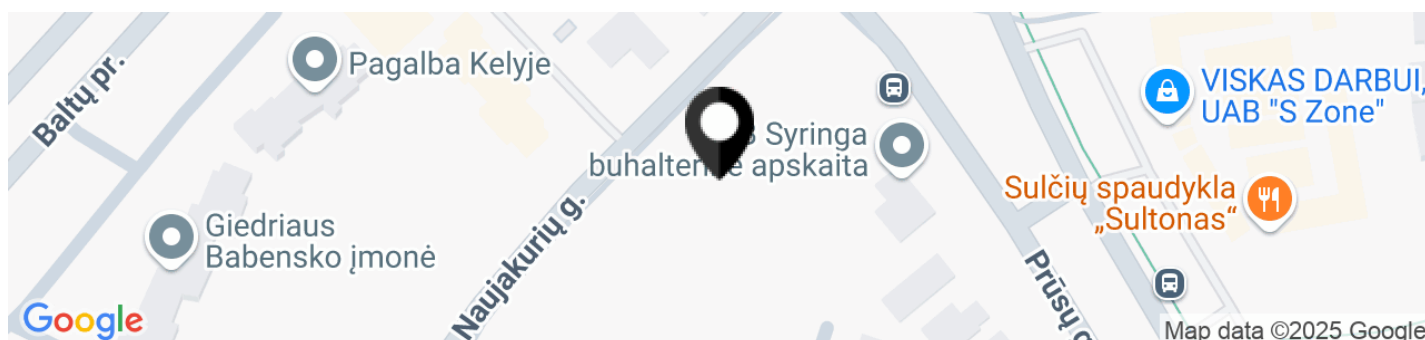 Baltų pr.
Pagalba Kelyje
Syringa
apskaita
VISKAS DARBUI,
UAB "S Zone"
Sulčių spaudykla
„Sultonas“
Giedriaus
Babensko įmonė
Naujakurių g.
Prūsų
Google
Map data ©2025 Google